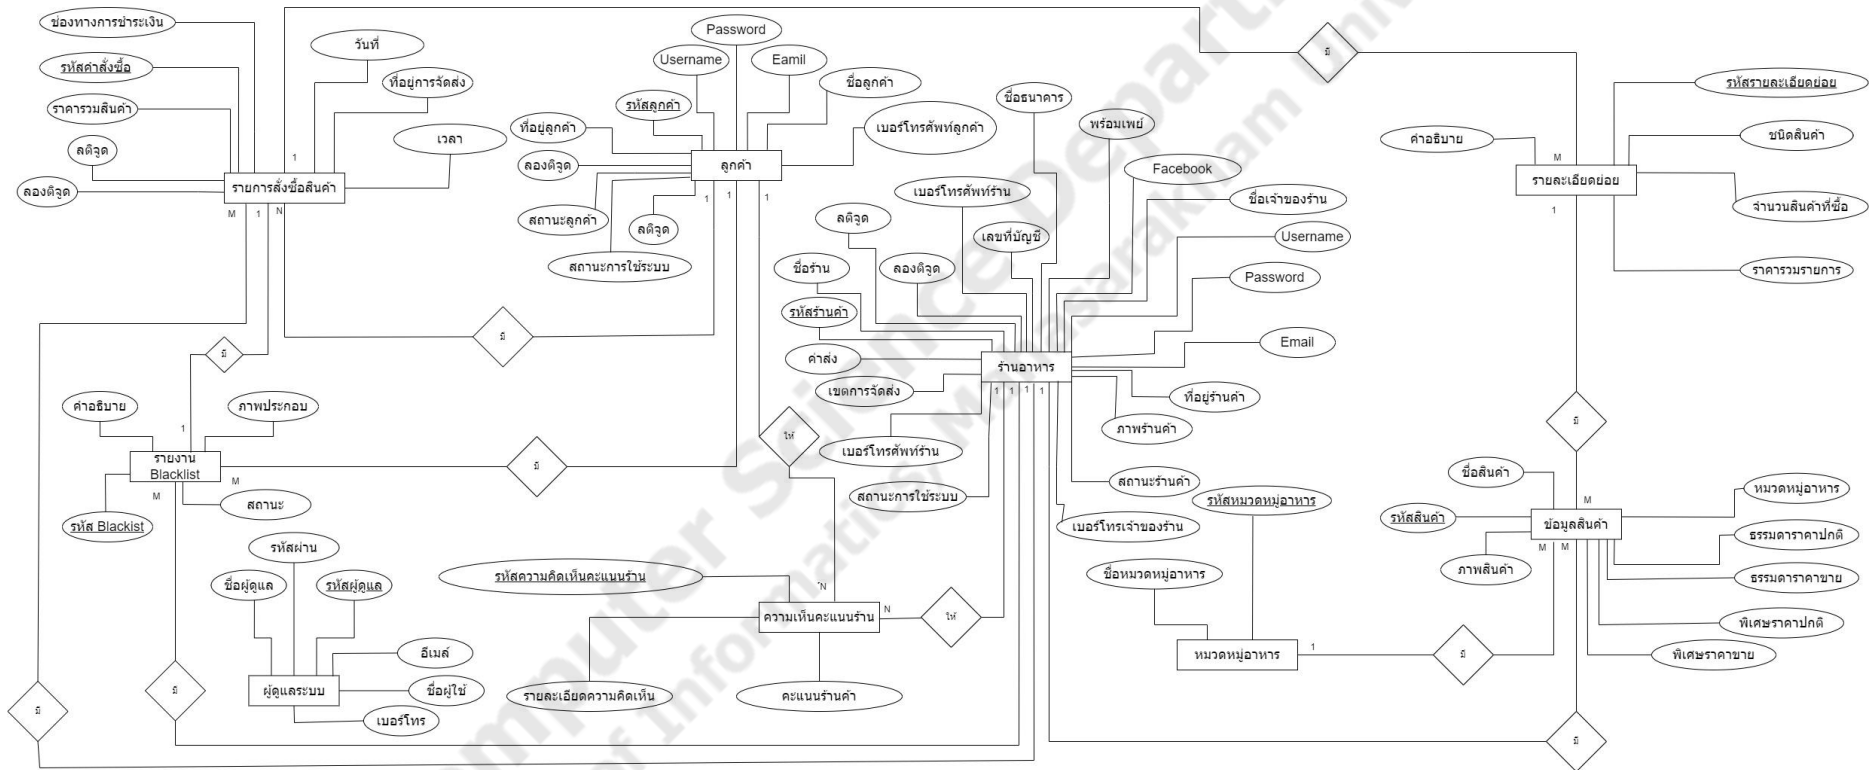 ช่องทางการชำระเงิน
วันที่
รหัสคำสั่งซื้อ
ที่อยู่การจัดส่ง
ราคารวมสินค้า
เวลา
ลติจูด
ลองติจูด
1
รายการสั่งซื้อสินค้า
M
1
N
Password
Username
Eamil
รหัสลูกค้า
ชื่อลูกค้า
ที่อยู่ลูกค้า
เบอร์โทรศัพท์ลูกค้า
ลองติจูด
ลูกค้า
สถานะลูกค้า
ลติจูด
สถานะการใช้ระบบ
1
1
1
มี
รหัสรายละเอียดย่อย
คำอธิบาย
ชนิดสินค้า
M
รายละเอียดย่อย
1
จำนวนสินค้าที่ซื้อ
ราคารวมรายการ
ชื่อธนาคาร
พร้อมเพย์
เบอร์โทรศัพท์ร้าน
Facebook
ลติจูด
เลขที่บัญชี
ชื่อเจ้าของร้าน
Username
ชื่อร้าน
ลองติจูด
Password
รหัสร้านค้า
Email
ค่าส่ง
ร้านอาหาร
เขตการจัดส่ง
1
1
1
1
ที่อยู่ร้านค้า
ภาพร้านค้า
เบอร์โทรศัพท์ร้าน
สถานะร้านค้า
สถานะการใช้ระบบ
เบอร์โทรเจ้าของร้าน
มี
มี
มี
ให้
มี
คำอธิบาย
ภาพประกอบ
1
รายงาน
Blacklist
M
M
สถานะ
รหัส Blackist
รหัสผ่าน
ชื่อผู้ดูแล
รหัสผู้ดูแล
อีเมล์
ผู้ดูแลระบบ
ชื่อผู้ใช้
เบอร์โทร
มี
มี
รหัสความคิดเห็นคะแนนร้าน
N
ความเห็นคะแนนร้าน
N
ให้
รายละเอียดความคิดเห็น
คะแนนร้านค้า
รหัสหมวดหมู่อาหาร
ชื่อหมวดหมู่อาหาร
หมวดหมู่อาหาร
1
มี
มี
ชื่อสินค้า
หมวดหมู่อาหาร
M
รหัสสินค้า
ข้อมูลสินค้า
M
M
ภาพสินค้า
ธรรมดาราคาปกติ
ธรรมดาราคาขาย
พิเศษราคาปกติ
พิเศษราคาขาย
มี
Computer Science Depart
of Informatics, Mahasarakham Univ